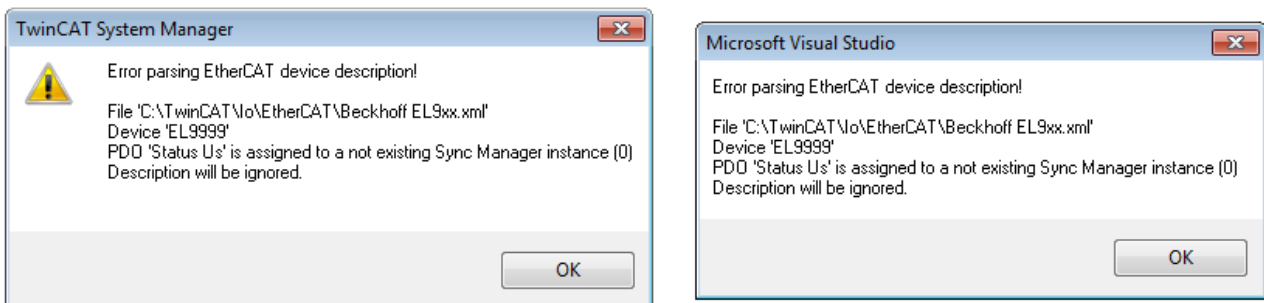 TwinCAT System Manager
Error parsing EtherCAT device description!
File 'C:\TwinCAT\Io\EtherCAT\Beckhoff EL9xx.xml'
Device 'EL9999'
PDO 'Status Us' is assigned to a not existing Sync Manager instance (0)
Description will be ignored.
OK
Microsoft Visual Studio
Error parsing EtherCAT device description!
File 'C:\TwinCAT\Io\EtherCAT\Beckhoff EL9xx.xml'
Device 'EL9999'
PDO 'Status Us' is assigned to a not existing Sync Manager instance (0)
Description will be ignored.
OK